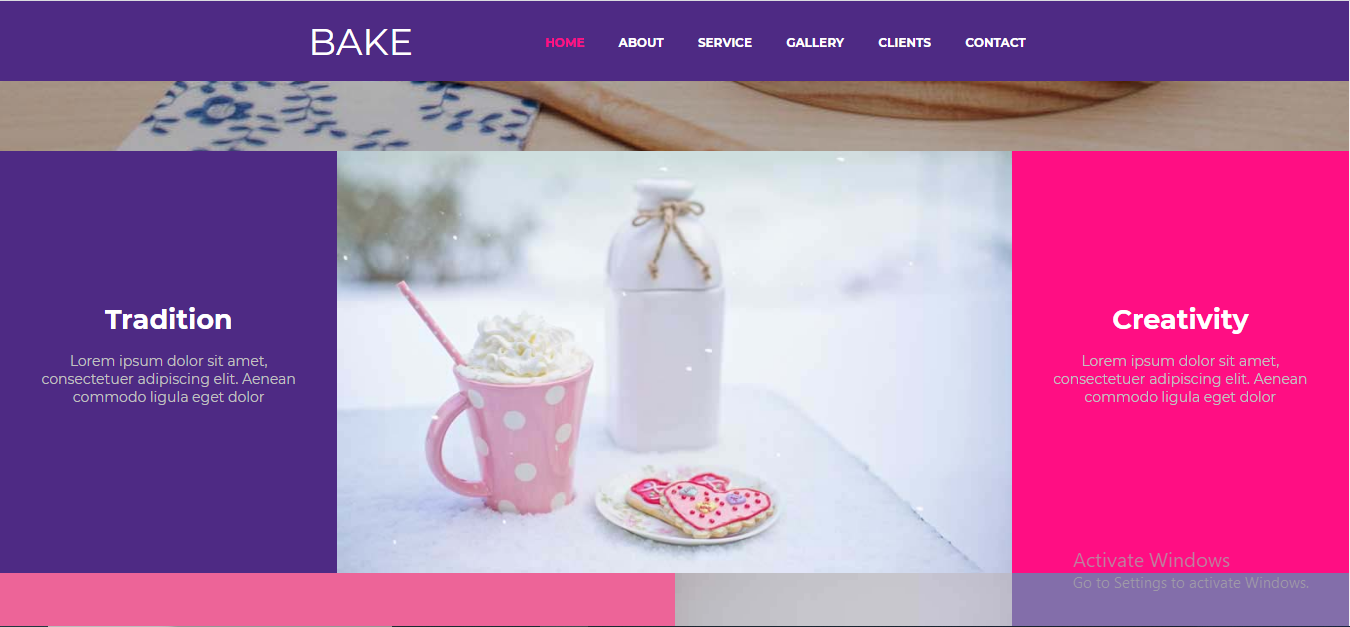 BAKE
HOME ABOUT SERVICE GALLERY CLIENTS CONTACT
Tradition
Lorem ipsum dolor sit amet,
consectetuer adipiscing elit. Aenean
commodo ligula eget dolor
Creativity
Lorem ipsum dolor sit amet,
consectetuer adipiscing elit. Aenean
commodo ligula eget dolor
Activate Windows
Go to Settings to activate Windows.